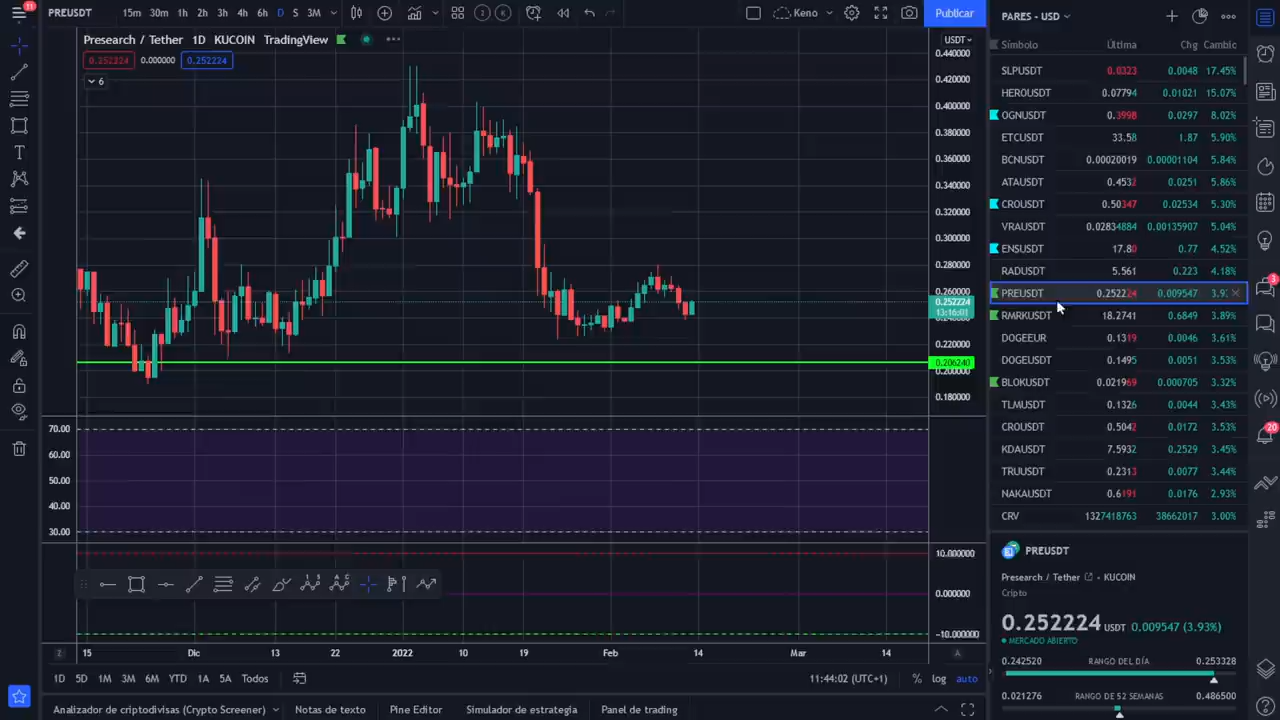 11
PREUSDT
15m 30m 1h 2h 3h 4h 6h D S 3M
Keno
Publicar
PARES - USD
Presearch / Tether 1D KUCOIN TradingView
USDT
0.252224 0.000000 0.252224
6
0.440000
0.420000
0.400000
0.380000
0.360000
0.340000
0.320000
0.300000
0.280000
0.260000
0.252224
13:16:01
0.240000
0.220000
0.206240
0.200000
0.180000
70.00
60.00
50.00
40.00
30.00
10.000000
0.000000
-10.000000
15 Dic 13 22 2022 10 19 Feb 14 Mar 14
Z
A
1D 5D 1M 3M 6M YTD 1A 5A Todos
11:44:02 (UTC+1)
% log auto
Analizador de criptodivisas (Crypto Screener) Notas de texto Pine Editor Simulador de estrategia Panel de trading
Símbolo Última Chg Cambio
SLPUSDT 0.0323 0.0048 17.45%
HEROUSDT 0.07794 0.01021 15.07%
OGNUSDT 0.3998 0.0297 8.02%
ETCUSDT 33.58 1.87 5.90%
BCNUSDT 0.00020019 0.00001104 5.84%
ATAUSDT 0.4532 0.0251 5.86%
CROUSDT 0.50347 0.02534 5.30%
VRAUSDT 0.02834884 0.00135907 5.04%
ENSUSDT 17.80 0.77 4.52%
RADUSDT 5.561 0.223 4.18%
PREUSDT 0.252224 0.009547 3.9
RMRKUSDT 18.2741 0.6849 3.89%
DOGEEUR 0.1319 0.0046 3.61%
DOGEUSDT 0.1495 0.0051 3.53%
BLOKUSDT 0.021969 0.000705 3.32%
TLMUSDT 0.1326 0.0044 3.43%
CROUSDT 0.5042 0.0172 3.53%
KDAUSDT 7.5932 0.2529 3.45%
TRUUSDT 0.2313 0.0077 3.44%
NAKAUSDT 0.6191 0.0176 2.93%
CRV 1327418763 38662017 3.00%
PREUSDT
Presearch / Tether • KUCOIN
Cripto
0.252224 USDT 0.009547 (3.93%)
MERCADO ABIERTO
0.242520 RANGO DEL DÍA 0.253328
0.021276 RANGO DE 52 SEMANAS 0.486500
3
20